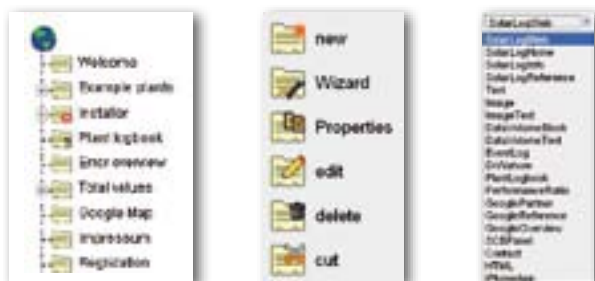 Welcome
Example plants
Installer
Plant logbook
Error overview
Total values
Google Map
Impressum
Registration
new
Wizard
Properties
edit
delete
cut
SolarLogWeb
SolarLogWeb
SolarLogHome
SolarLogInfo
SolarLogReference
Text
Image
ImageText
DataVolumeBlock
DataVolumeText
EventLog
PlantLogbook
PerformanceRatio
GooglePartner
GoogleReference
GoogleOverview
SCBPanel
Contact
HTML